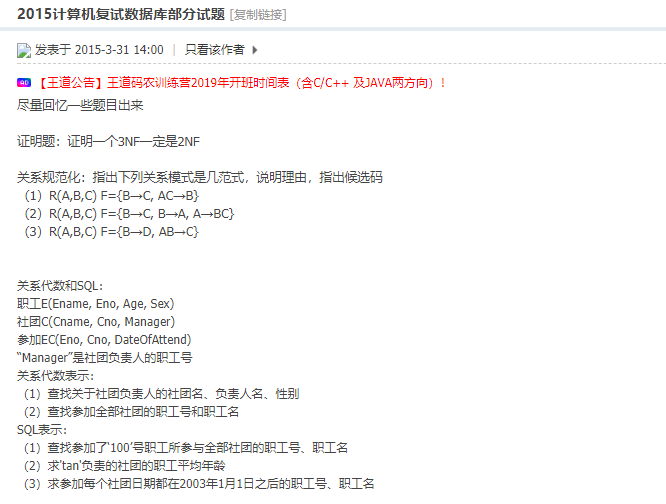 2015计算机复试数据库部分试题 [复制链接]
发表于 2015-3-31 14:00 | 只看该作者
AD 【王道公告】王道码农训练营2019年开班时间表（含C/C++ 及JAVA两方向）！
尽量回忆一些题目出来
证明题：证明一个3NF一定是2NF
关系规范化：指出下列关系模式是几范式，说明理由，指出候选码
（1）R(A,B,C) F={B→C, AC→B}
（2）R(A,B,C) F={B→C, B→A, A→BC}
（3）R(A,B,C) F={B→D, AB→C}
关系代数和SQL：
职工E(Ename, Eno, Age, Sex)
社团C(Cname, Cno, Manager)
参加EC(Eno, Cno, DateOfAttend)
“Manager”是社团负责人的职工号
关系代数表示：
（1）查找关于社团负责人的社团名、负责人名、性别
（2）查找参加全部社团的职工号和职工名
SQL表示：
（1）查找参加了‘100’号职工所参与全部社团的职工号、职工名
（2）求'tan'负责的社团的职工平均年龄
（3）求参加每个社团日期都在2003年1月1日之后的职工号、职工名